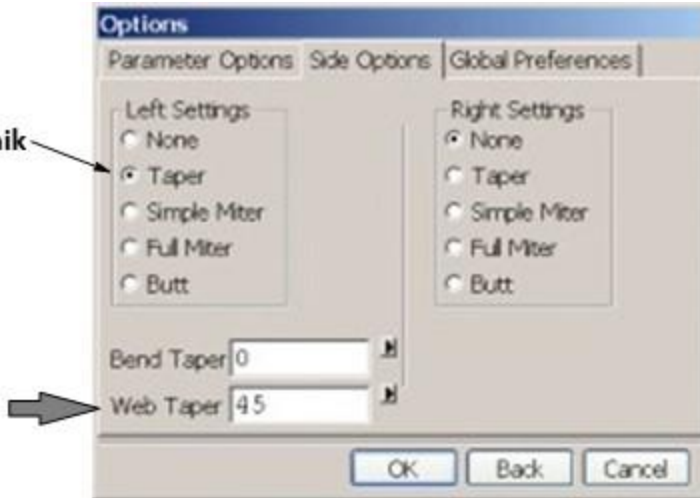 Options
Parameter Options Side Options Global Preferences
Left Settings
None
Taper
Simple Miter
Full Miter
Butt
Right Settings
None
Taper
Simple Miter
Full Miter
Butt
Bend Taper 0
Web Taper 45
OK Back Cancel